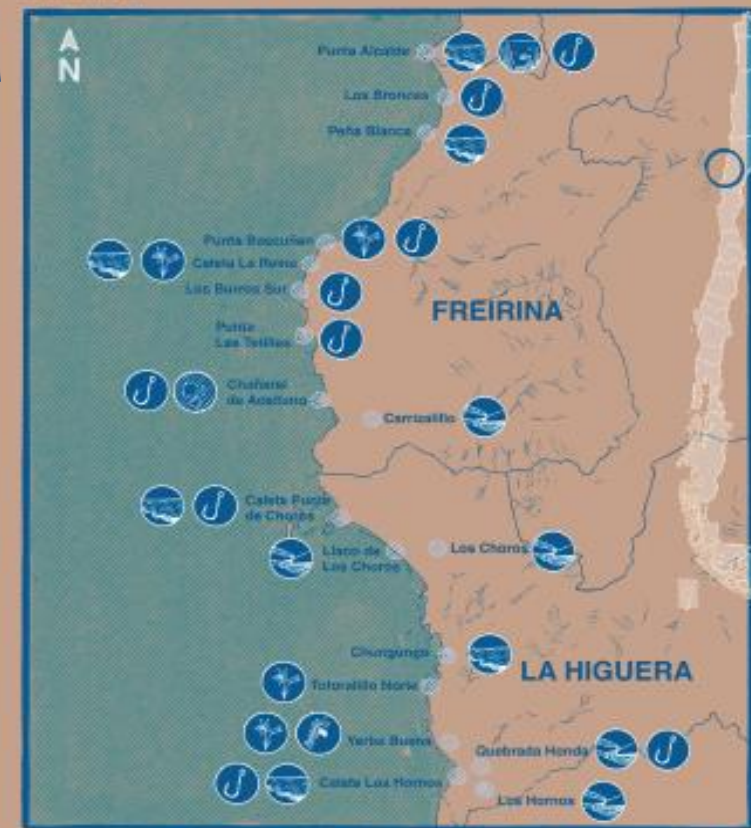 N
Punta Alcalde
Los Bronces
Peña Blanca
Punta Bascuñan
Caleta La Reina
Los Burros Sur
FREIRINA
Punta
Las Tetillas
Chañaral
de Aceituno
Carrizalillo
Caleta Punta
de Choros
Llaco de
Los Choros
Los Choros
Chungungo
LA HIGUERA
Totoralillo Norte
Yerba Buena
Quebrada Honda
Caleta Los Hornos
Los Hornos